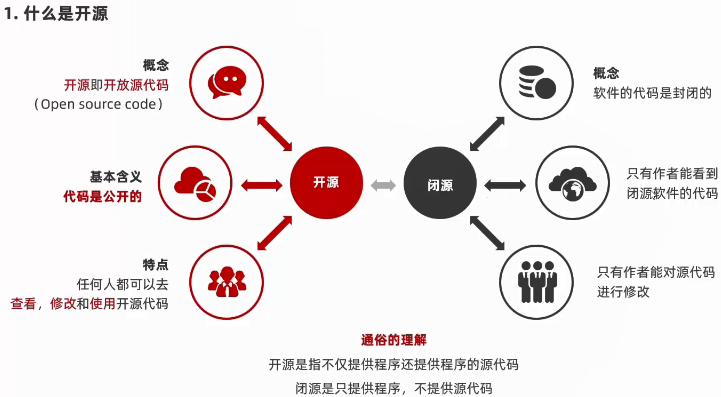 1. 什么是开源
概念
开源即开放源代码
（Open source code）
基本含义
代码是公开的
特点
任何人都可以去
查看，修改和使用开源代码
开源
闭源
概念
软件的代码是封闭的
只有作者能看到
闭源软件的代码
只有作者能对源代码
进行修改
通俗的理解
开源是指不仅提供程序还提供程序的源代码
闭源是只提供程序，不提供源代码